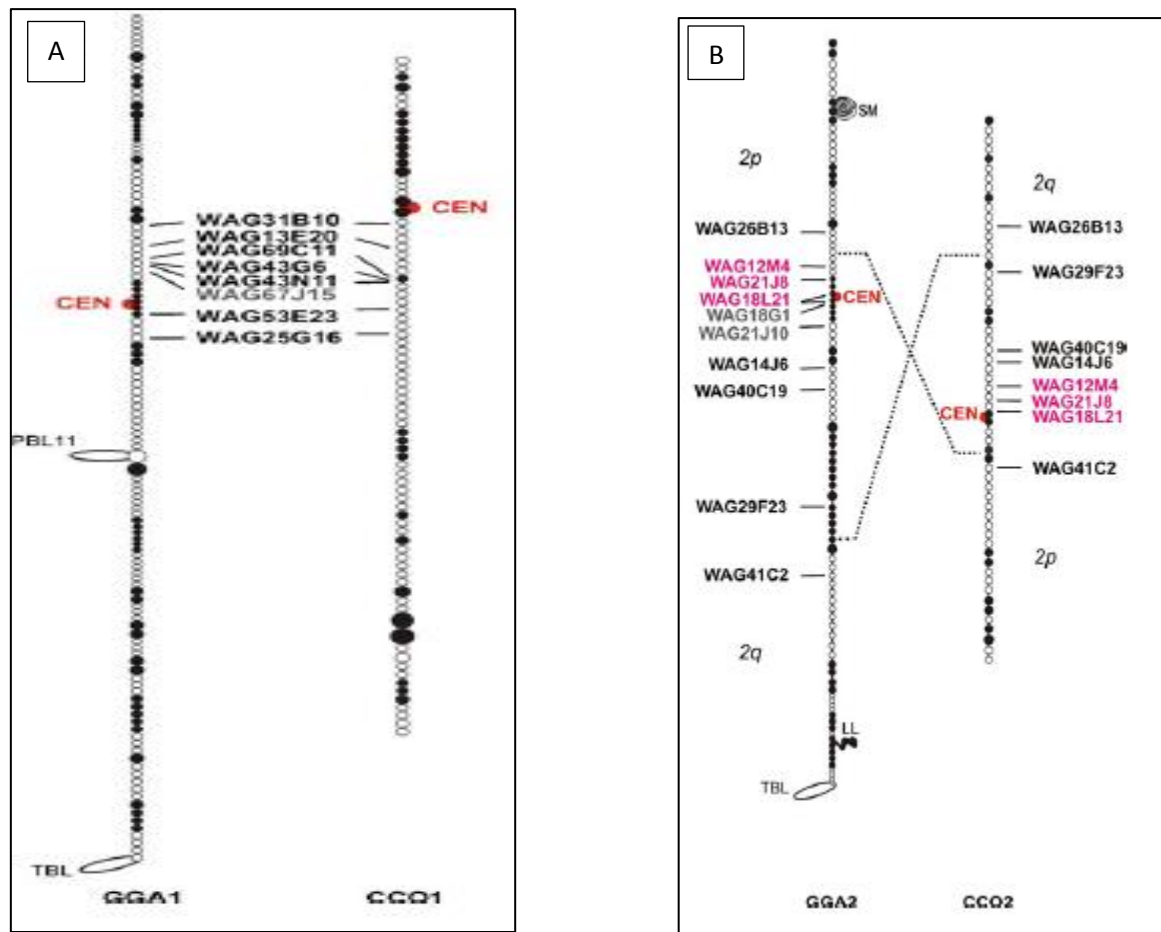 A
CEN
WAG31B10
WAG13E20
WAG69C11
WAG43G6
WAG43N11
WAG67J15
WAG53E23
WAG25G16
CEN
PBL11
TBL
GGA1
CCO1
B
SM
2p
2q
WAG26B13
WAG26B13
WAG12M4
WAG21J8
WAG18L21
WAG18G1
WAG21J10
WAG14J6
WAG40C19
WAG29F23
WAG41C2
CEN
WAG29F23
WAG40C19
WAG14J6
WAG12M4
WAG21J8
WAG18L21
CEN
WAG41C2
2p
2q
LL
TBL
GGA2
CCO2